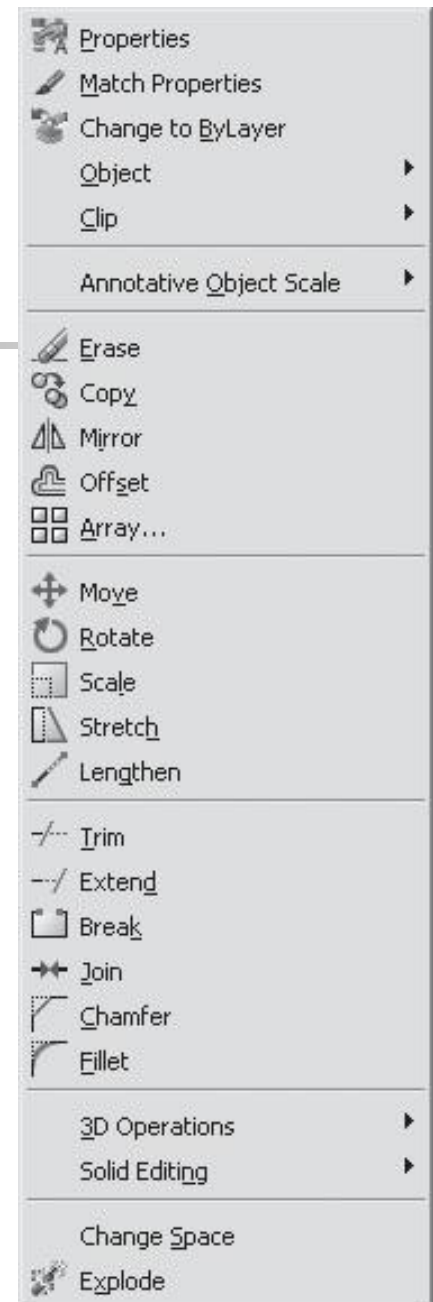 Properties
Match Properties
Change to ByLayer
Object
Clip
Annotative Object Scale
Erase
Copy
Mirror
Offset
Array...
Move
Rotate
Scale
Stretch
Lengthen
Trim
Extend
Break
Join
Chamfer
Fillet
3D Operations
Solid Editing
Change Space
Explode